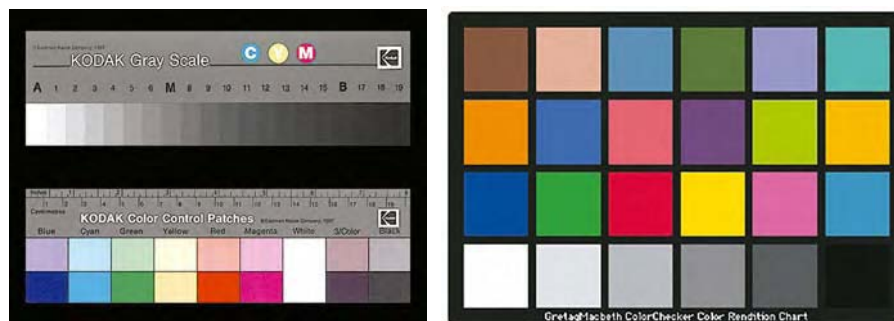 KODAK Gray Scale
C Y M
A 1 2 3 4 5 6 M 8 9 10 11 12 13 14 15 B 17 18 19
KODAK Color Control Patches
Blue Cyan Green Yellow Red Magenta White 3/Color Black
GretagMacbeth ColorChecker Color Rendition Chart